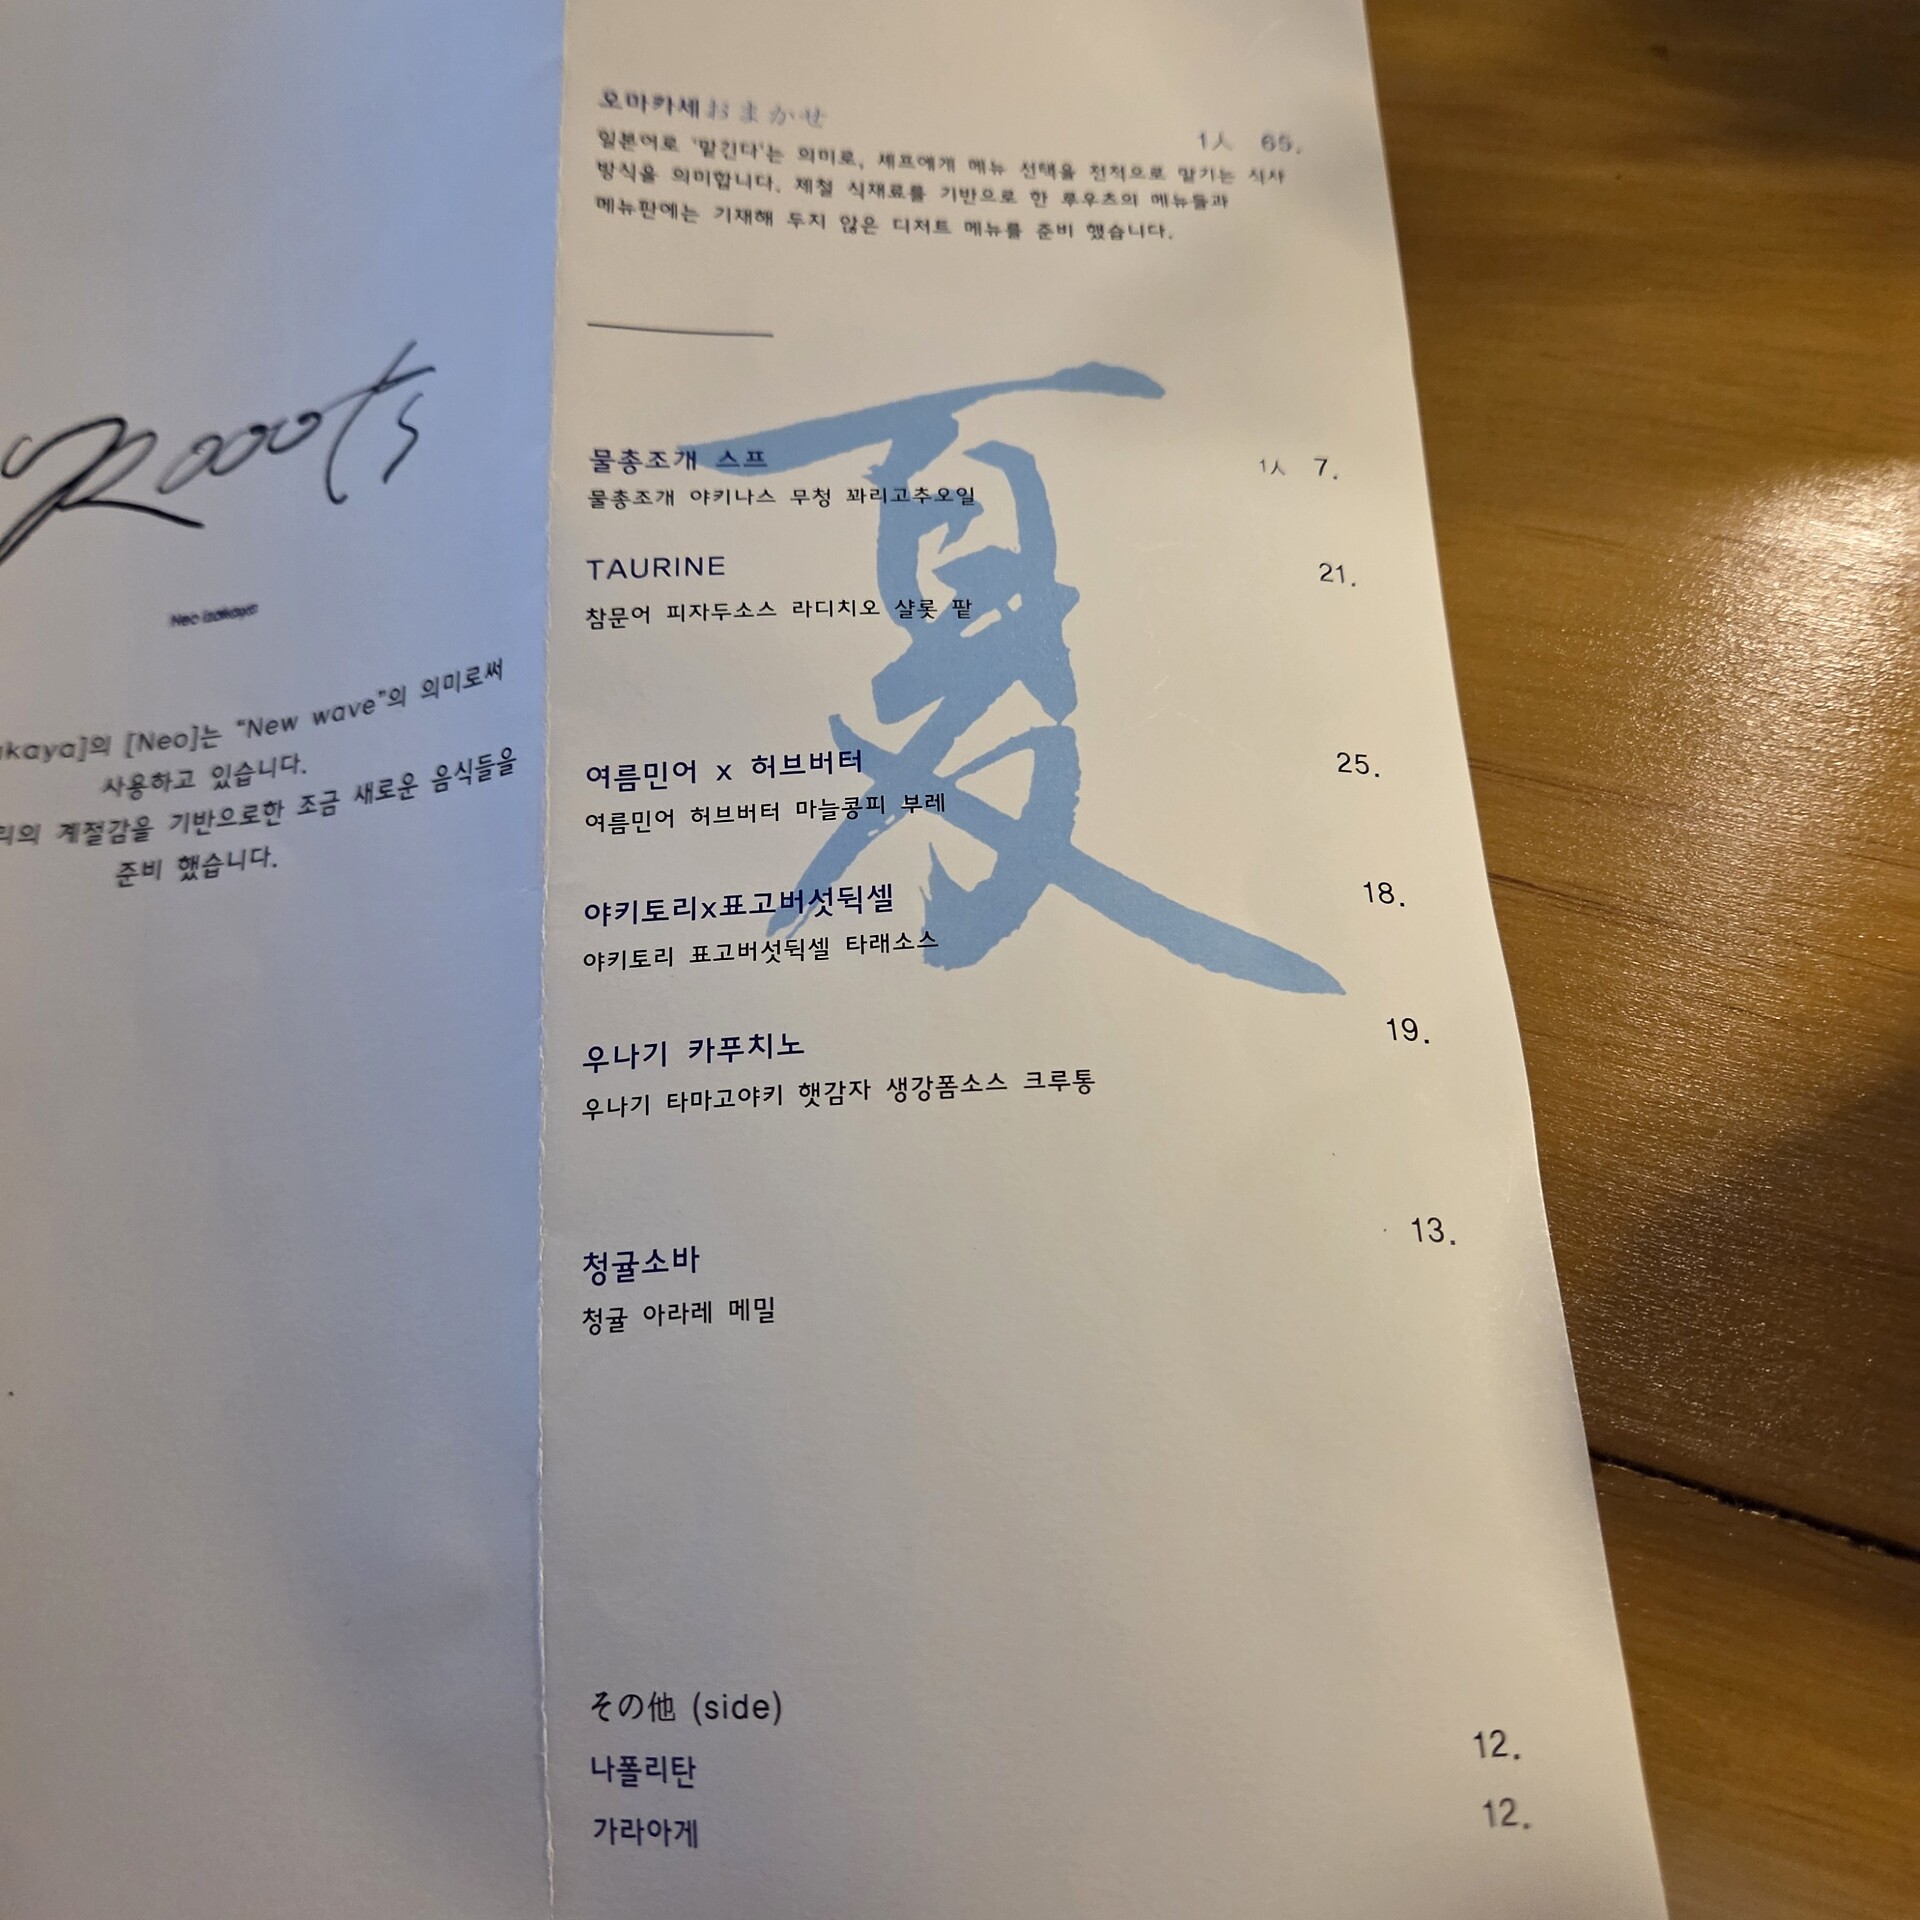 Rooots
Neo izakaya
akaya]의 [Neo]는 “New wave”의 의미로써
사용하고 있습니다.
리의 계절감을 기반으로한 조금 새로운 음식들을
준비 했습니다.
오마카세おまかせ
1人 65.
일본어로 '맡긴다'는 의미로, 셰프에게 메뉴 선택을 전적으로 맡기는 식사
방식을 의미합니다. 제철 식재료를 기반으로 한 루우츠의 메뉴들과
메뉴판에는 기재해 두지 않은 디저트 메뉴를 준비 했습니다.
夏
물총조개 스프 1人 7.
물총조개 야키나스 무청 꽈리고추오일
TAURINE 21.
참문어 피자두소스 라디치오 샬롯 팥
여름민어 x 허브버터 25.
여름민어 허브버터 마늘콩피 부레
야키토리x표고버섯뒥셀 18.
야키토리 표고버섯뒥셀 타래소스
우나기 카푸치노 19.
우나기 타마고야키 햇감자 생강폼소스 크루통
청귤소바 13.
청귤 아라레 메밀
その他 (side)
나폴리탄 12.
가라아게 12.